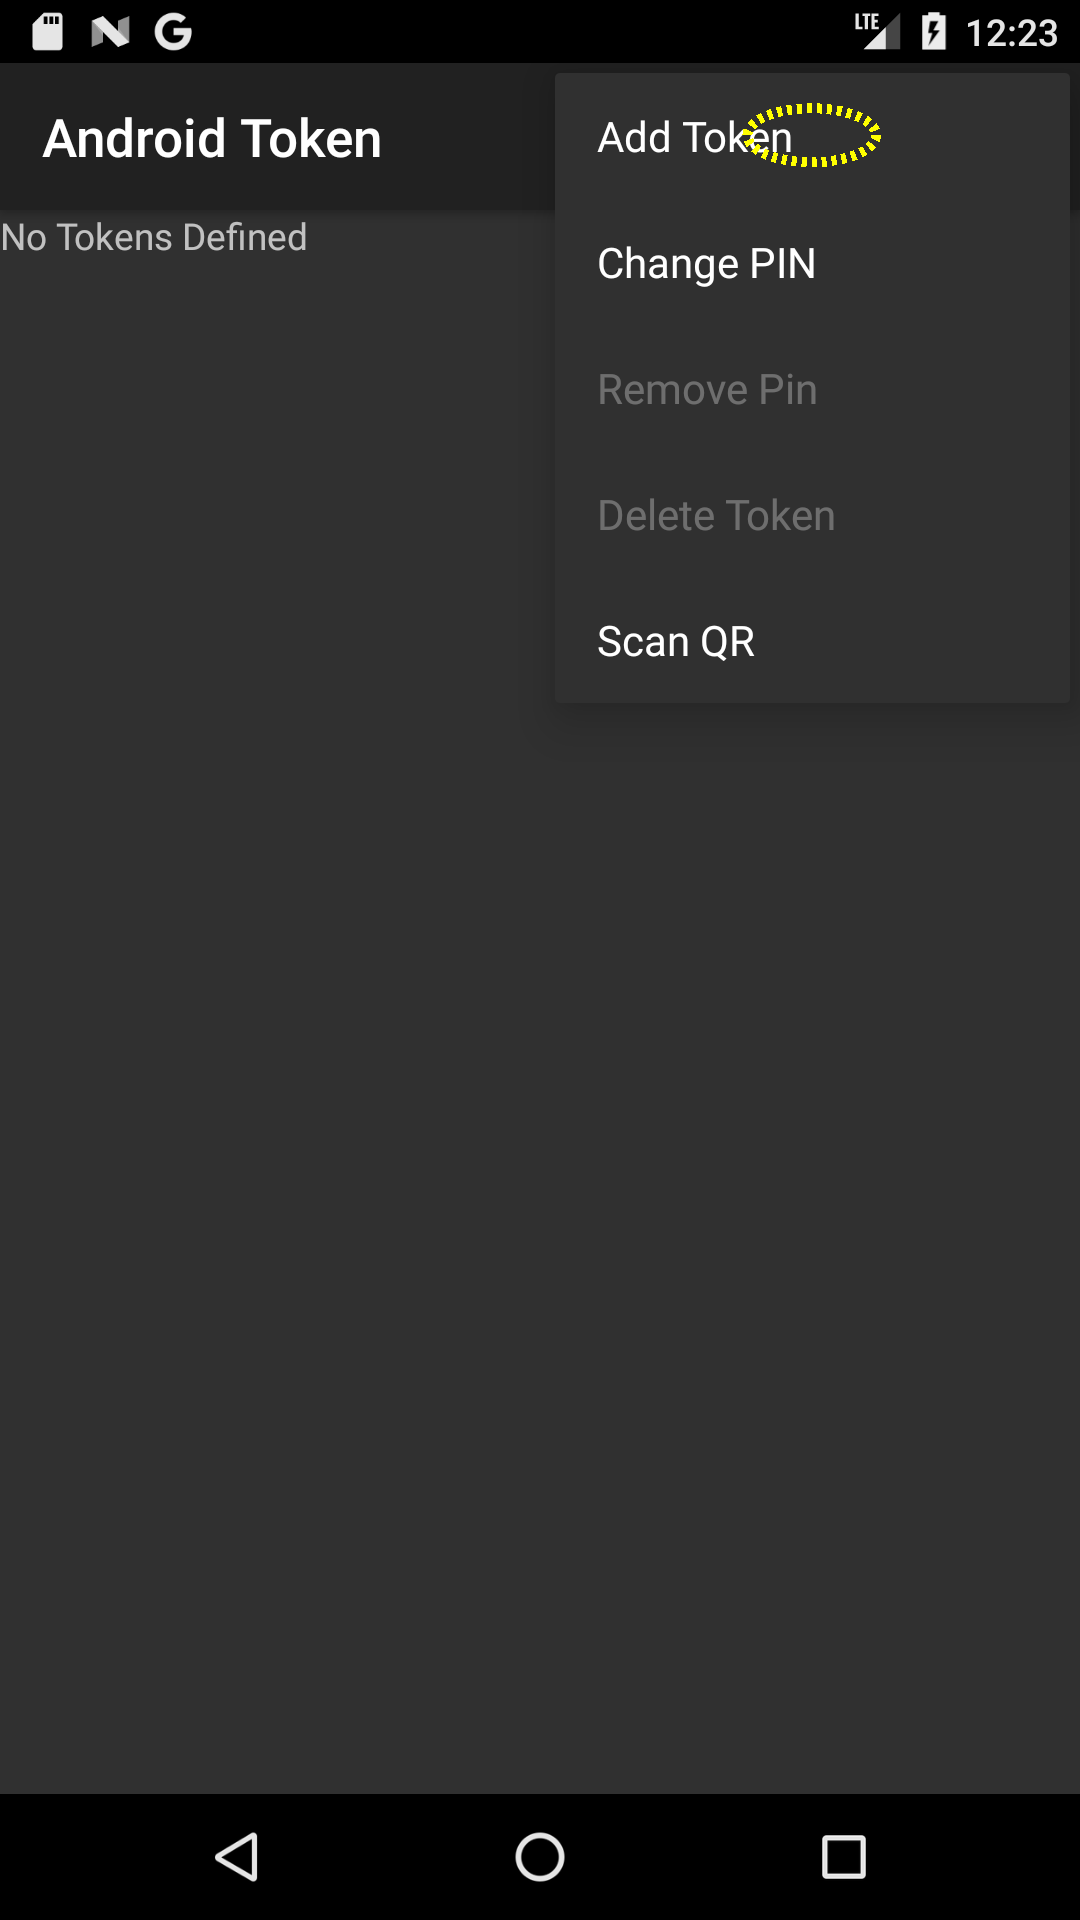 LTE 12:23
Android Token
Add Token
No Tokens Defined
Change PIN
Remove Pin
Delete Token
Scan QR